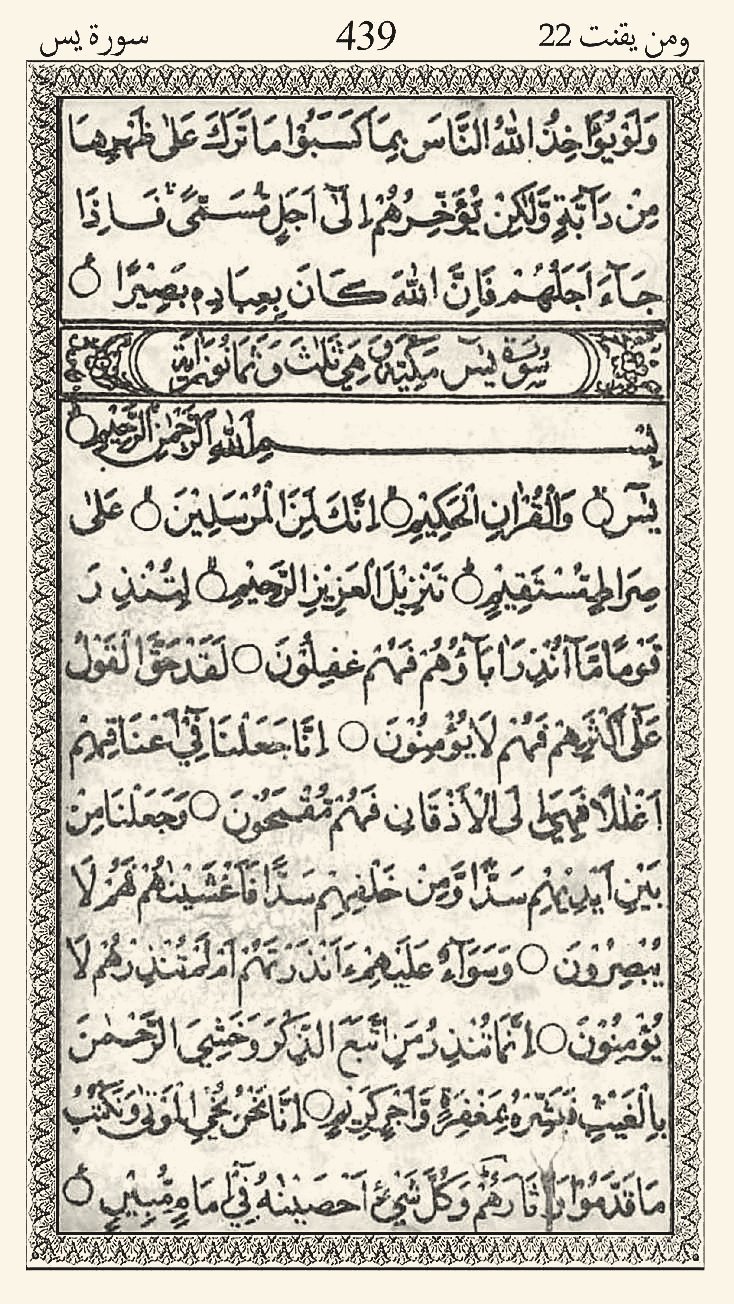 ومن يقنت 22
439
سورة يس
وَلَوْ يُؤَاخِذُ اللّٰهُ النَّاسَ بِمَا كَسَبُوْا مَا تَرَكَ عَلٰى ظَهْرِهَا
مِنْ دَآبَّةٍ وَّلٰكِنْ يُّؤَخِّرُهُمْ اِلٰٓى اَجَلٍ مُّسَمًّى ۚ فَاِذَا
جَآءَ اَجَلُهُمْ فَاِنَّ اللّٰهَ كَانَ بِعِبَادِهٖ بَصِيْرًا ۝
سُوْرَةُ يٰسٓ مَكِّيَّةٌ وَّهِيَ ثَلٰثٌ وَّثَمَانُوْنَ اٰيَةً
بِسْمِ اللّٰهِ الرَّحْمٰنِ الرَّحِيْمِ ۝
يٰسٓ ۝ وَالْقُرْاٰنِ الْحَكِيْمِ ۝ اِنَّكَ لَمِنَ الْمُرْسَلِيْنَ ۝ عَلٰى
صِرَاطٍ مُّسْتَقِيْمٍ ۝ تَنْزِيْلَ الْعَزِيْزِ الرَّحِيْمِ ۝ لِتُنْذِرَ
قَوْمًا مَّآ اُنْذِرَ اٰبَآؤُهُمْ فَهُمْ غٰفِلُوْنَ ۝ لَقَدْ حَقَّ الْقَوْلُ
عَلٰٓى اَكْثَرِهِمْ فَهُمْ لَا يُؤْمِنُوْنَ ۝ اِنَّا جَعَلْنَا فِيْٓ اَعْنَاقِهِمْ
اَغْلٰلًا فَهِيَ اِلَى الْاَذْقَانِ فَهُمْ مُّقْمَحُوْنَ ۝ وَجَعَلْنَا مِنْۢ
بَيْنِ اَيْدِيْهِمْ سَدًّا وَّمِنْ خَلْفِهِمْ سَدًّا فَاَغْشَيْنٰهُمْ فَهُمْ لَا
يُبْصِرُوْنَ ۝ وَسَوَآءٌ عَلَيْهِمْ ءَاَنْذَرْتَهُمْ اَمْ لَمْ تُنْذِرْهُمْ لَا
يُؤْمِنُوْنَ ۝ اِنَّمَا تُنْذِرُ مَنِ اتَّبَعَ الذِّكْرَ وَخَشِيَ الرَّحْمٰنَ
بِالْغَيْبِ فَبَشِّرْهُ بِمَغْفِرَةٍ وَّاَجْرٍ كَرِيْمٍ ۝ اِنَّا نَحْنُ نُحْيِ الْمَوْتٰى وَنَكْتُبُ
مَا قَدَّمُوْا وَاٰثَارَهُمْ وَكُلَّ شَيْءٍ اَحْصَيْنٰهُ فِيْٓ اِمَامٍ مُّبِيْنٍ ۝